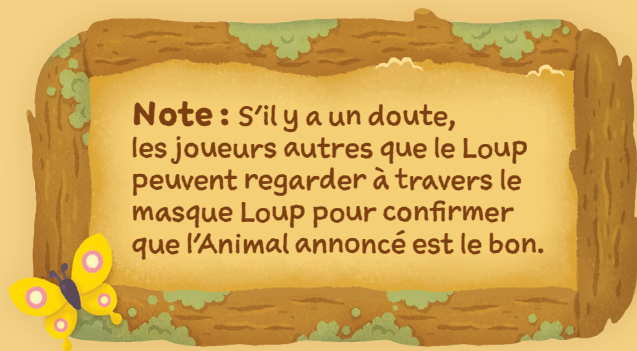 Note : S'il y a un doute,
les joueurs autres que le Loup
peuvent regarder à travers le
masque Loup pour confirmer
que l'Animal annoncé est le bon.